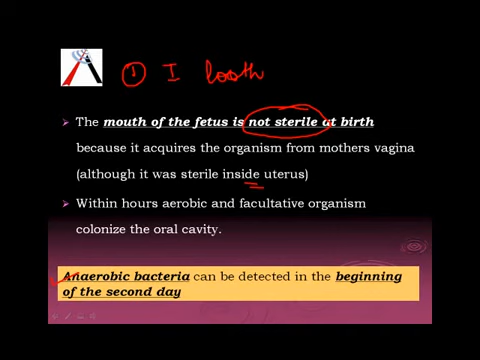 ① I tooth
The mouth of the fetus is not sterile at birth
because it acquires the organism from mothers vagina
(although it was sterile inside uterus)
Within hours aerobic and facultative organism
colonize the oral cavity.
Anaerobic bacteria can be detected in the beginning
of the second day